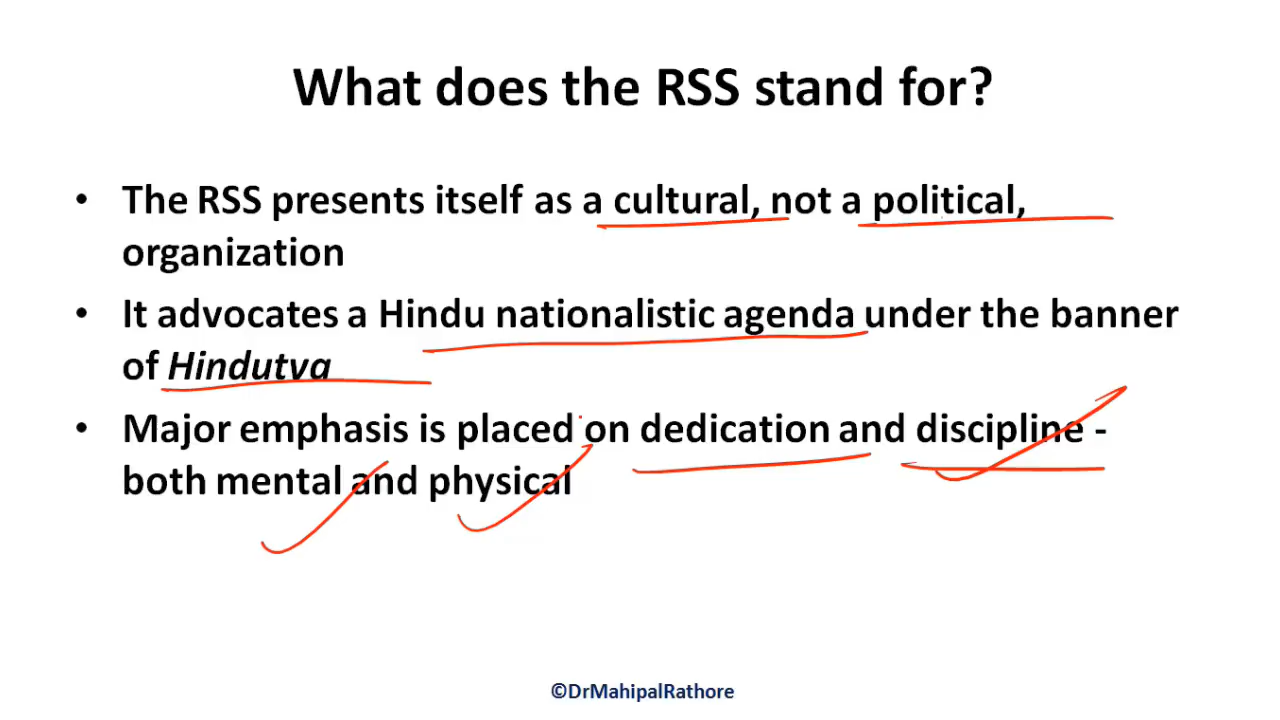 What does the RSS stand for?
• The RSS presents itself as a cultural, not a political,
organization
• It advocates a Hindu nationalistic agenda under the banner
of Hindutva
• Major emphasis is placed on dedication and discipline -
both mental and physical
©DrMahipalRathore